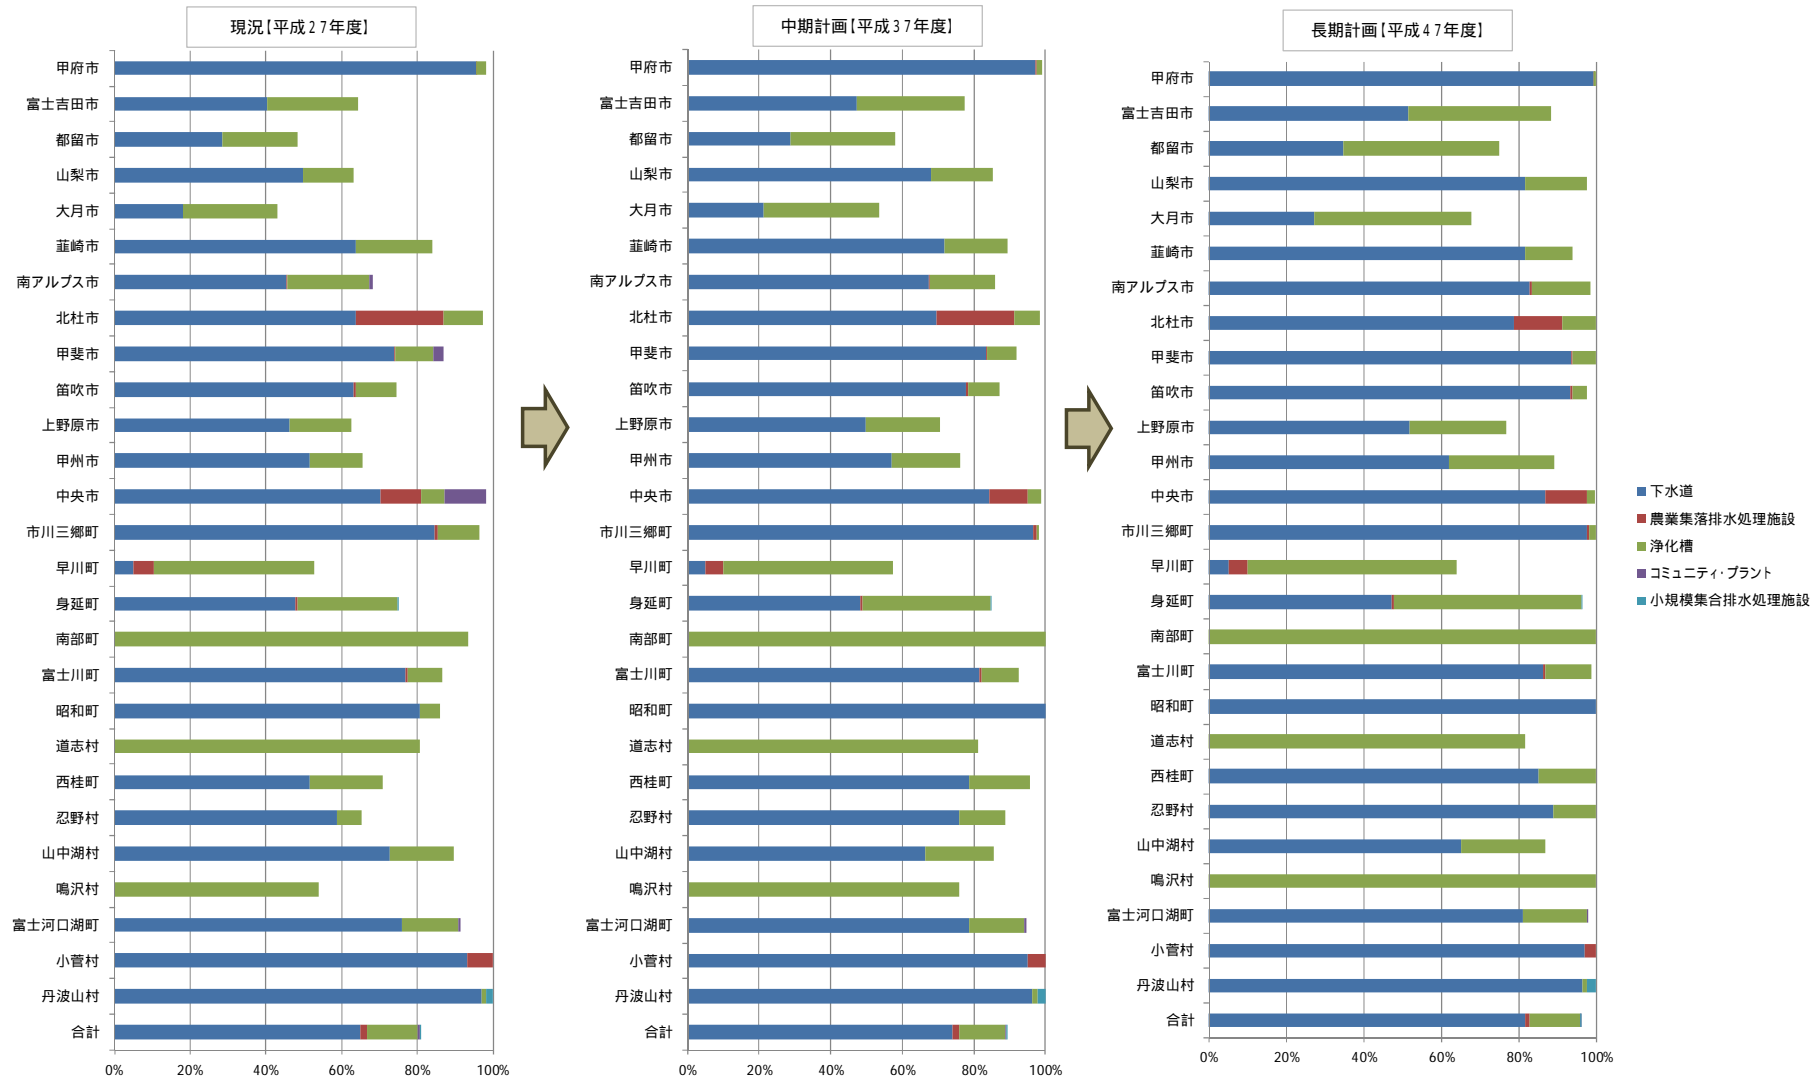 現況【平成27年度】
甲府市
富士吉田市
都留市
山梨市
大月市
韮崎市
南アルプス市
北杜市
甲斐市
笛吹市
上野原市
甲州市
中央市
市川三郷町
早川町
身延町
南部町
富士川町
昭和町
道志村
西桂町
忍野村
山中湖村
鳴沢村
富士河口湖町
小菅村
丹波山村
合計
0% 20% 40% 60% 80% 100%
中期計画【平成37年度】
甲府市
富士吉田市
都留市
山梨市
大月市
韮崎市
南アルプス市
北杜市
甲斐市
笛吹市
上野原市
甲州市
中央市
市川三郷町
早川町
身延町
南部町
富士川町
昭和町
道志村
西桂町
忍野村
山中湖村
鳴沢村
富士河口湖町
小菅村
丹波山村
合計
0% 20% 40% 60% 80% 100%
長期計画【平成47年度】
甲府市
富士吉田市
都留市
山梨市
大月市
韮崎市
南アルプス市
北杜市
甲斐市
笛吹市
上野原市
甲州市
中央市
市川三郷町
早川町
身延町
南部町
富士川町
昭和町
道志村
西桂町
忍野村
山中湖村
鳴沢村
富士河口湖町
小菅村
丹波山村
合計
0% 20% 40% 60% 80% 100%
下水道
農業集落排水処理施設
浄化槽
コミュニティ・プラント
小規模集合排水処理施設